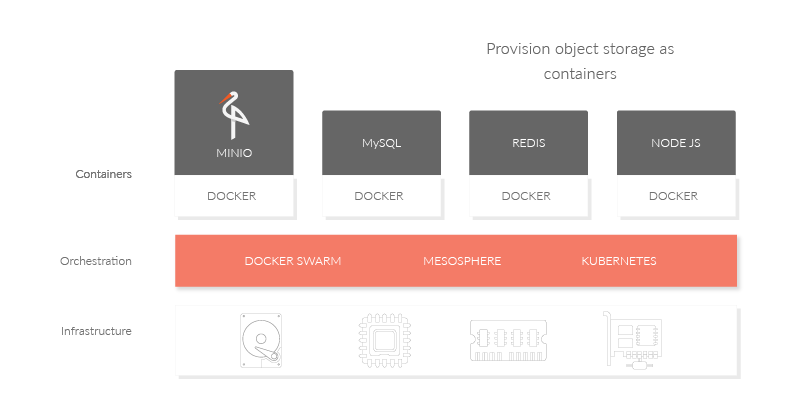 Provision object storage as
containers
MINIO
MySQL
REDIS
NODE JS
Containers
DOCKER
DOCKER
DOCKER
DOCKER
Orchestration
DOCKER SWARM
MESOSPHERE
KUBERNETES
Infrastructure